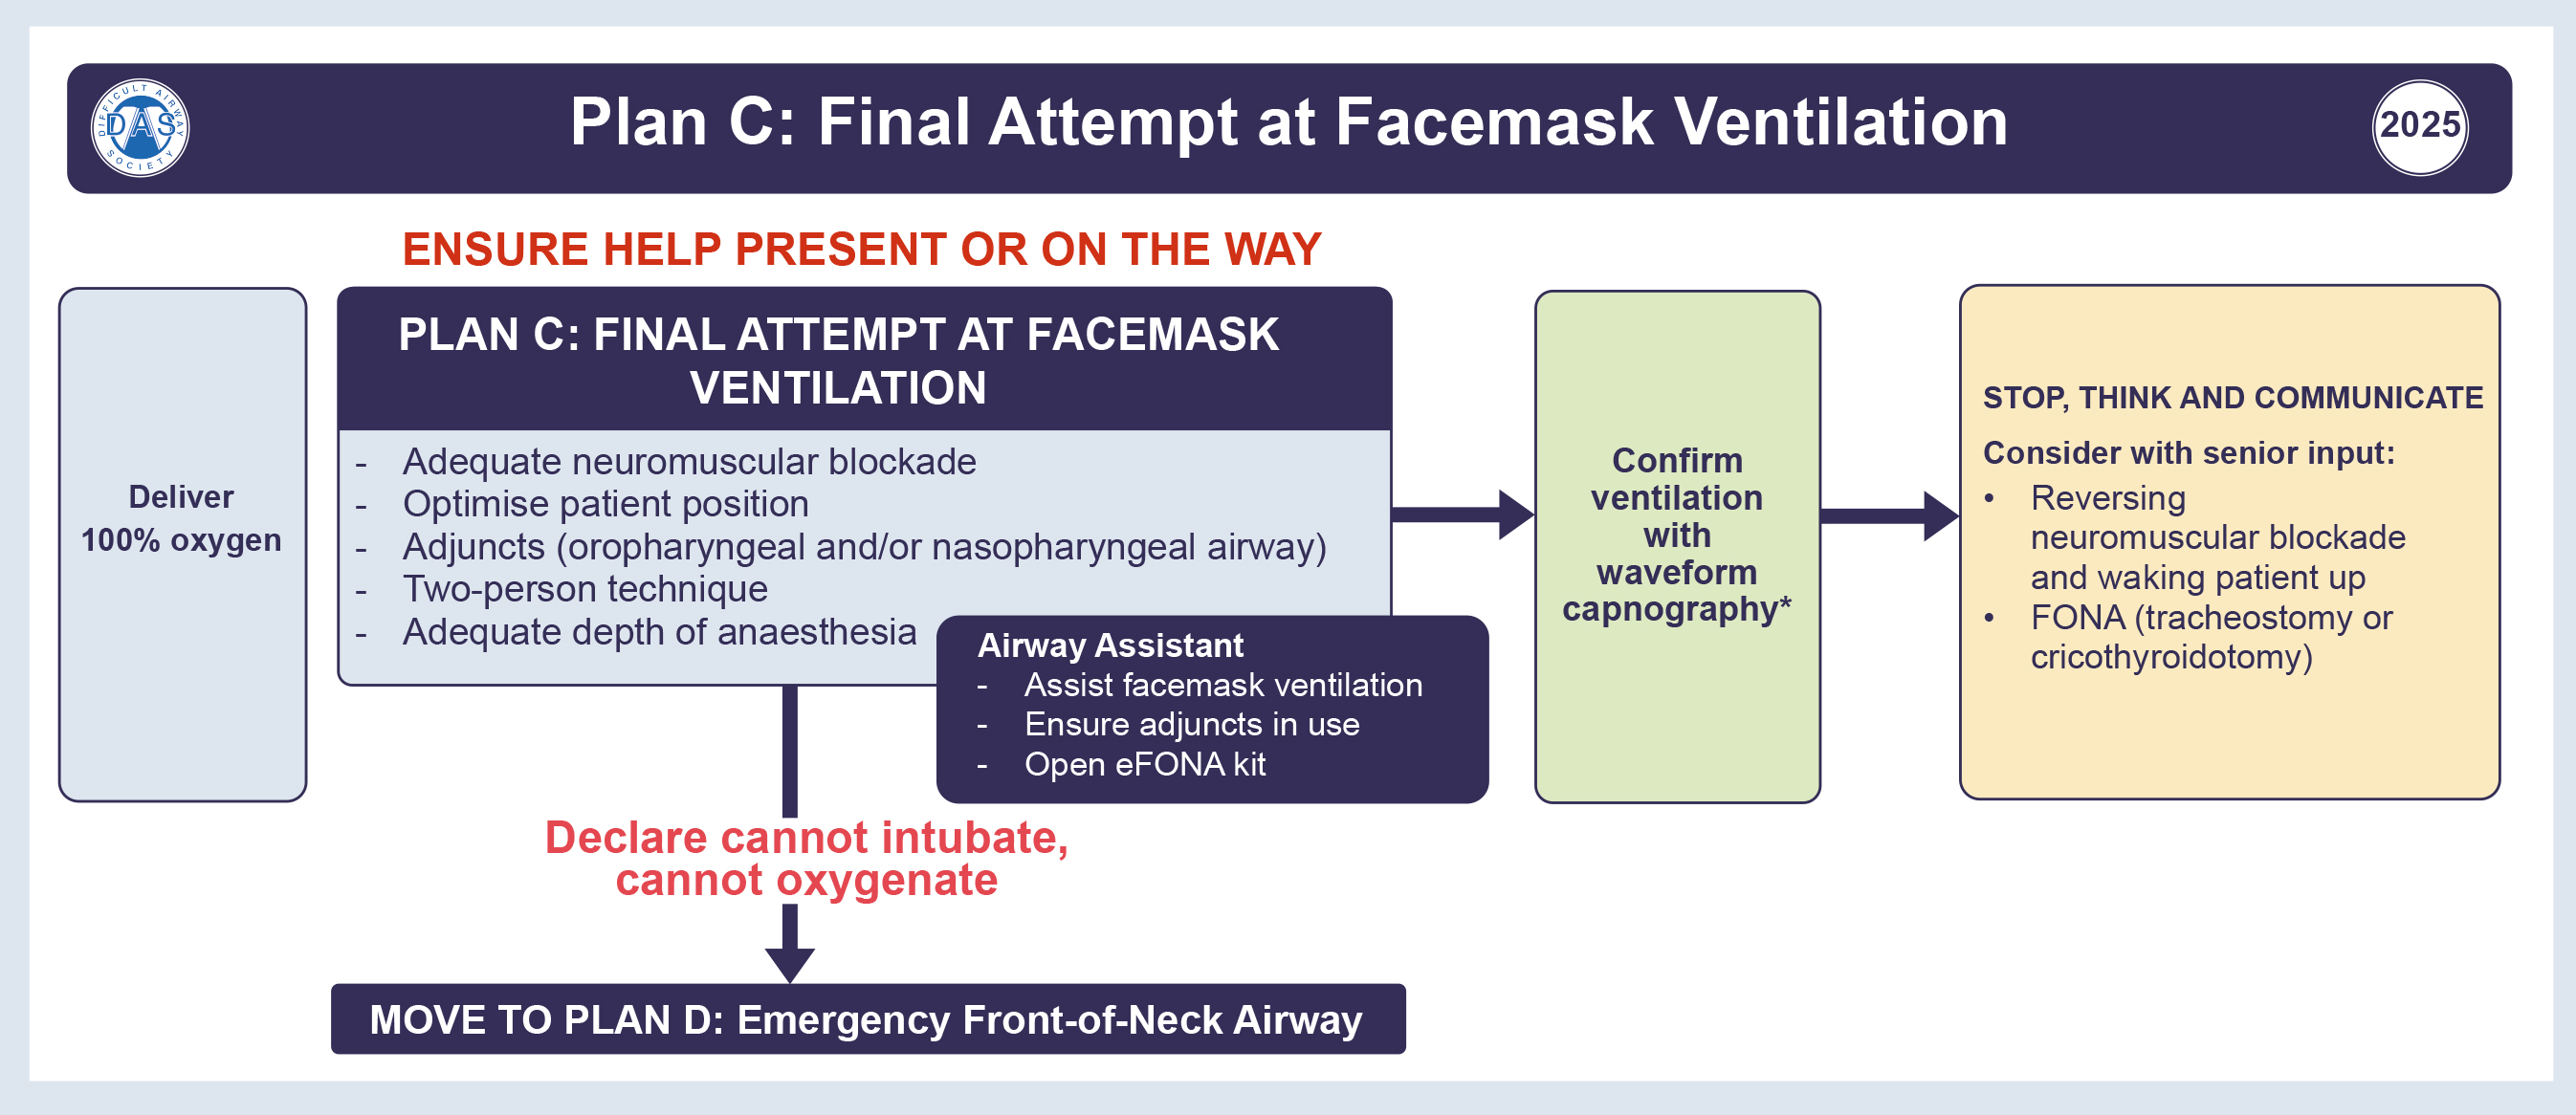 DIFFICULT AIRWAY
DAS
SOCIETY
Plan C: Final Attempt at Facemask Ventilation
2025
ENSURE HELP PRESENT OR ON THE WAY
Deliver
100% oxygen
PLAN C: FINAL ATTEMPT AT FACEMASK
VENTILATION
- Adequate neuromuscular blockade
- Optimise patient position
- Adjuncts (oropharyngeal and/or nasopharyngeal airway)
- Two-person technique
- Adequate depth of anaesthesia
Airway Assistant
- Assist facemask ventilation
- Ensure adjuncts in use
- Open eFONA kit
Confirm
ventilation
with
waveform
capnography*
STOP, THINK AND COMMUNICATE
Consider with senior input:
• Reversing
neuromuscular blockade
and waking patient up
• FONA (tracheostomy or
cricothyroidotomy)
Declare cannot intubate,
cannot oxygenate
MOVE TO PLAN D: Emergency Front-of-Neck Airway